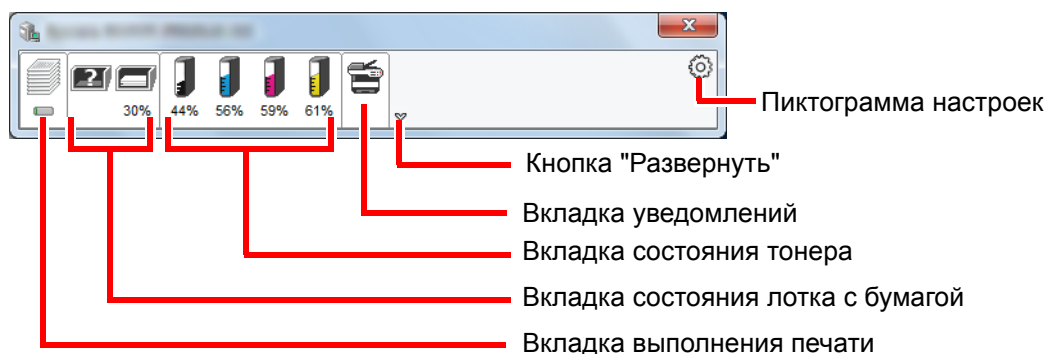 x
?
30% 44% 56% 59% 61%
Пиктограмма настроек
Кнопка "Развернуть"
Вкладка уведомлений
Вкладка состояния тонера
Вкладка состояния лотка с бумагой
Вкладка выполнения печати